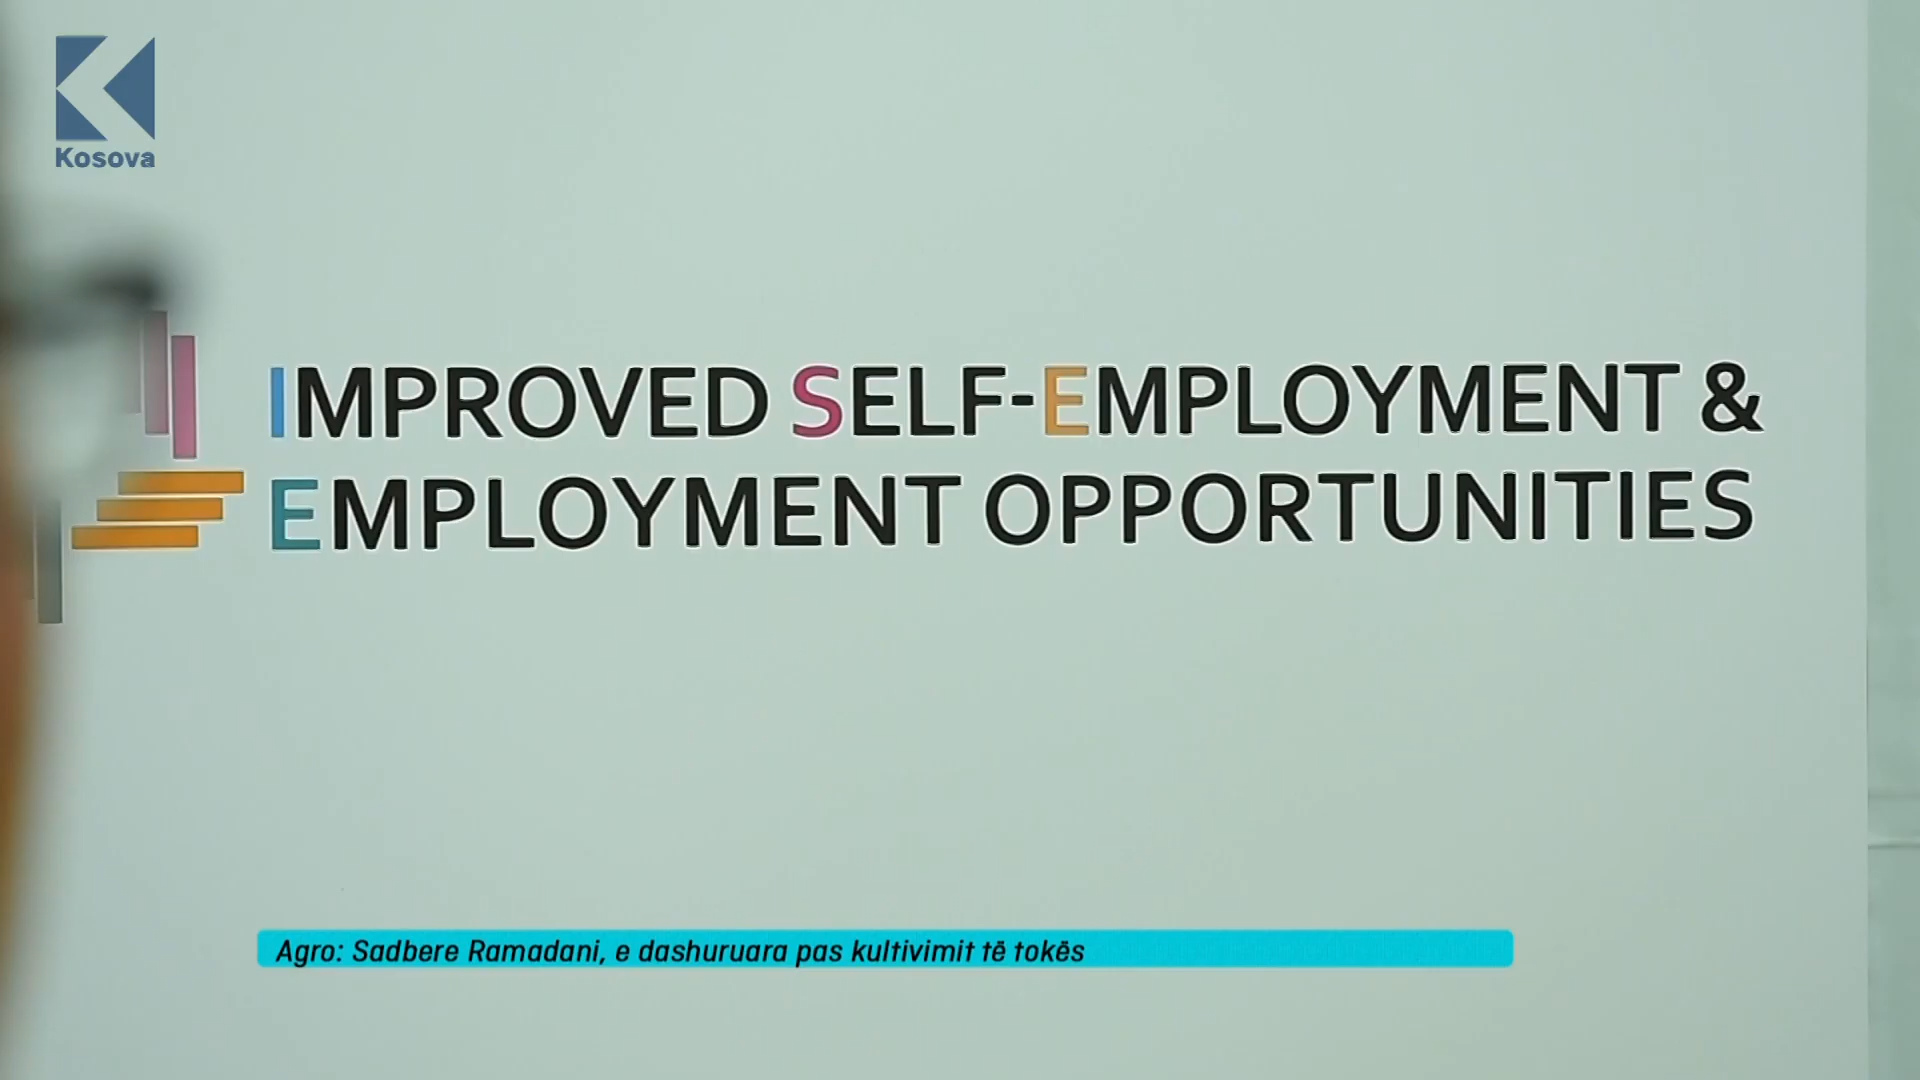 Kosova
IMPROVED SELF-EMPLOYMENT &
EMPLOYMENT OPPORTUNITIES
Agro: Sadbere Ramadani, e dashuruara pas kultivimit të tokës